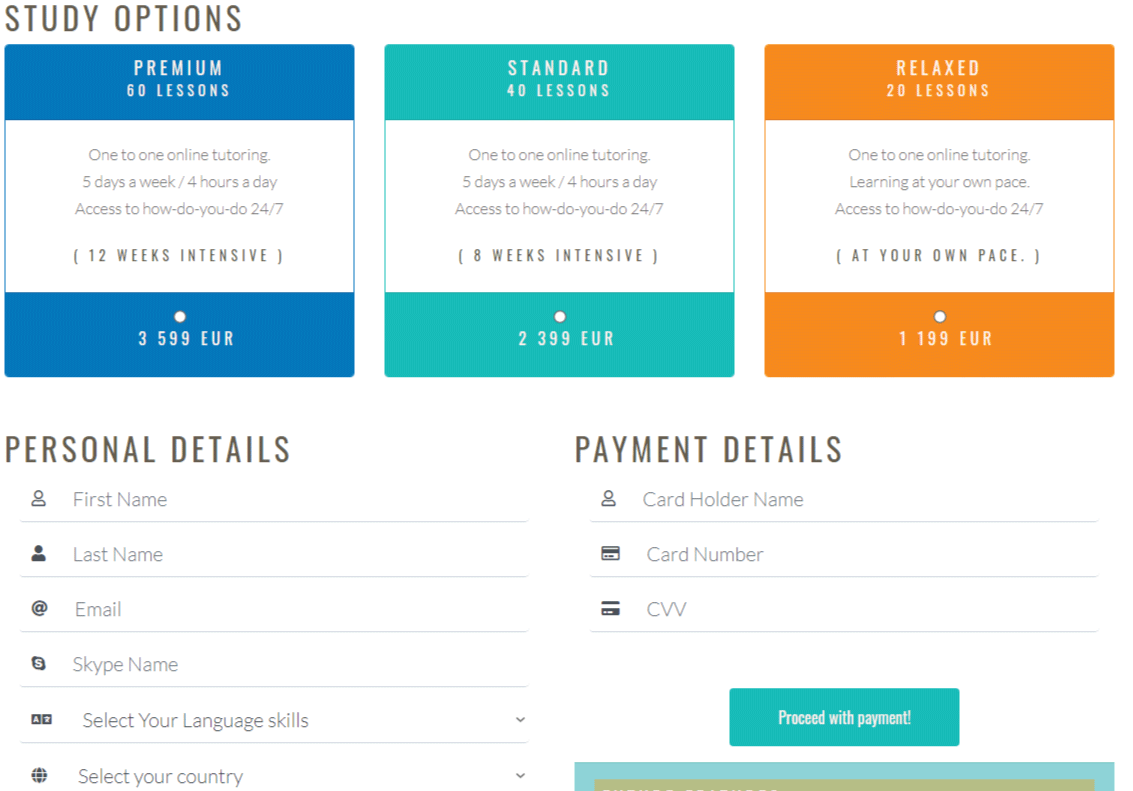 STUDY OPTIONS
PREMIUM
60 LESSONS
One to one online tutoring.
5 days a week / 4 hours a day
Access to how-do-you-do 24/7
( 12 WEEKS INTENSIVE )
3 599 EUR
STANDARD
40 LESSONS
One to one online tutoring.
5 days a week / 4 hours a day
Access to how-do-you-do 24/7
( 8 WEEKS INTENSIVE )
2 399 EUR
RELAXED
20 LESSONS
One to one online tutoring.
Learning at your own pace.
Access to how-do-you-do 24/7
( AT YOUR OWN PACE. )
1 199 EUR
PERSONAL DETAILS
First Name
Last Name
Email
Skype Name
Select Your Language skills
Select your country
PAYMENT DETAILS
Card Holder Name
Card Number
CVV
Proceed with payment!